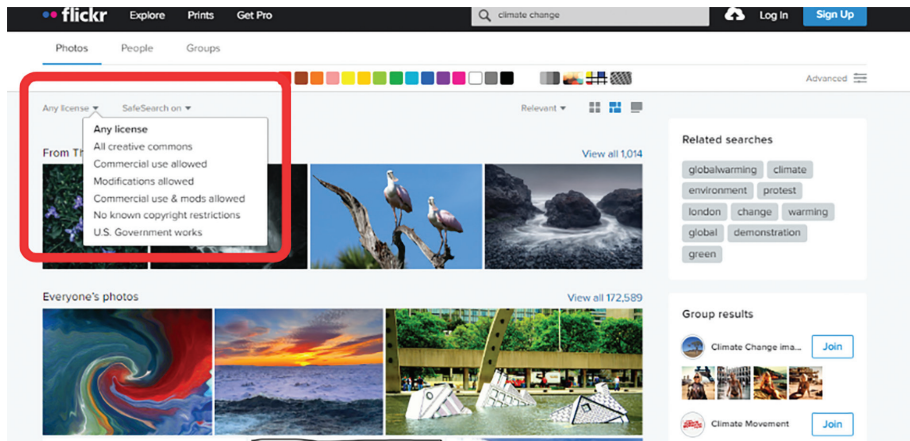 flickr Explore Prints Get Pro climate change Log In Sign Up
Photos People Groups
Advanced
Any license SafeSearch on Relevant
Any license
All creative commons
Commercial use allowed
Modifications allowed
Commercial use & mods allowed
No known copyright restrictions
U.S. Government works
From Th View all 1,014
Everyone's photos View all 172,589
Related searches
globalwarming climate
environment protest
london change warming
global demonstration
green
Group results
Climate Change ima... Join
Climate Movement Join